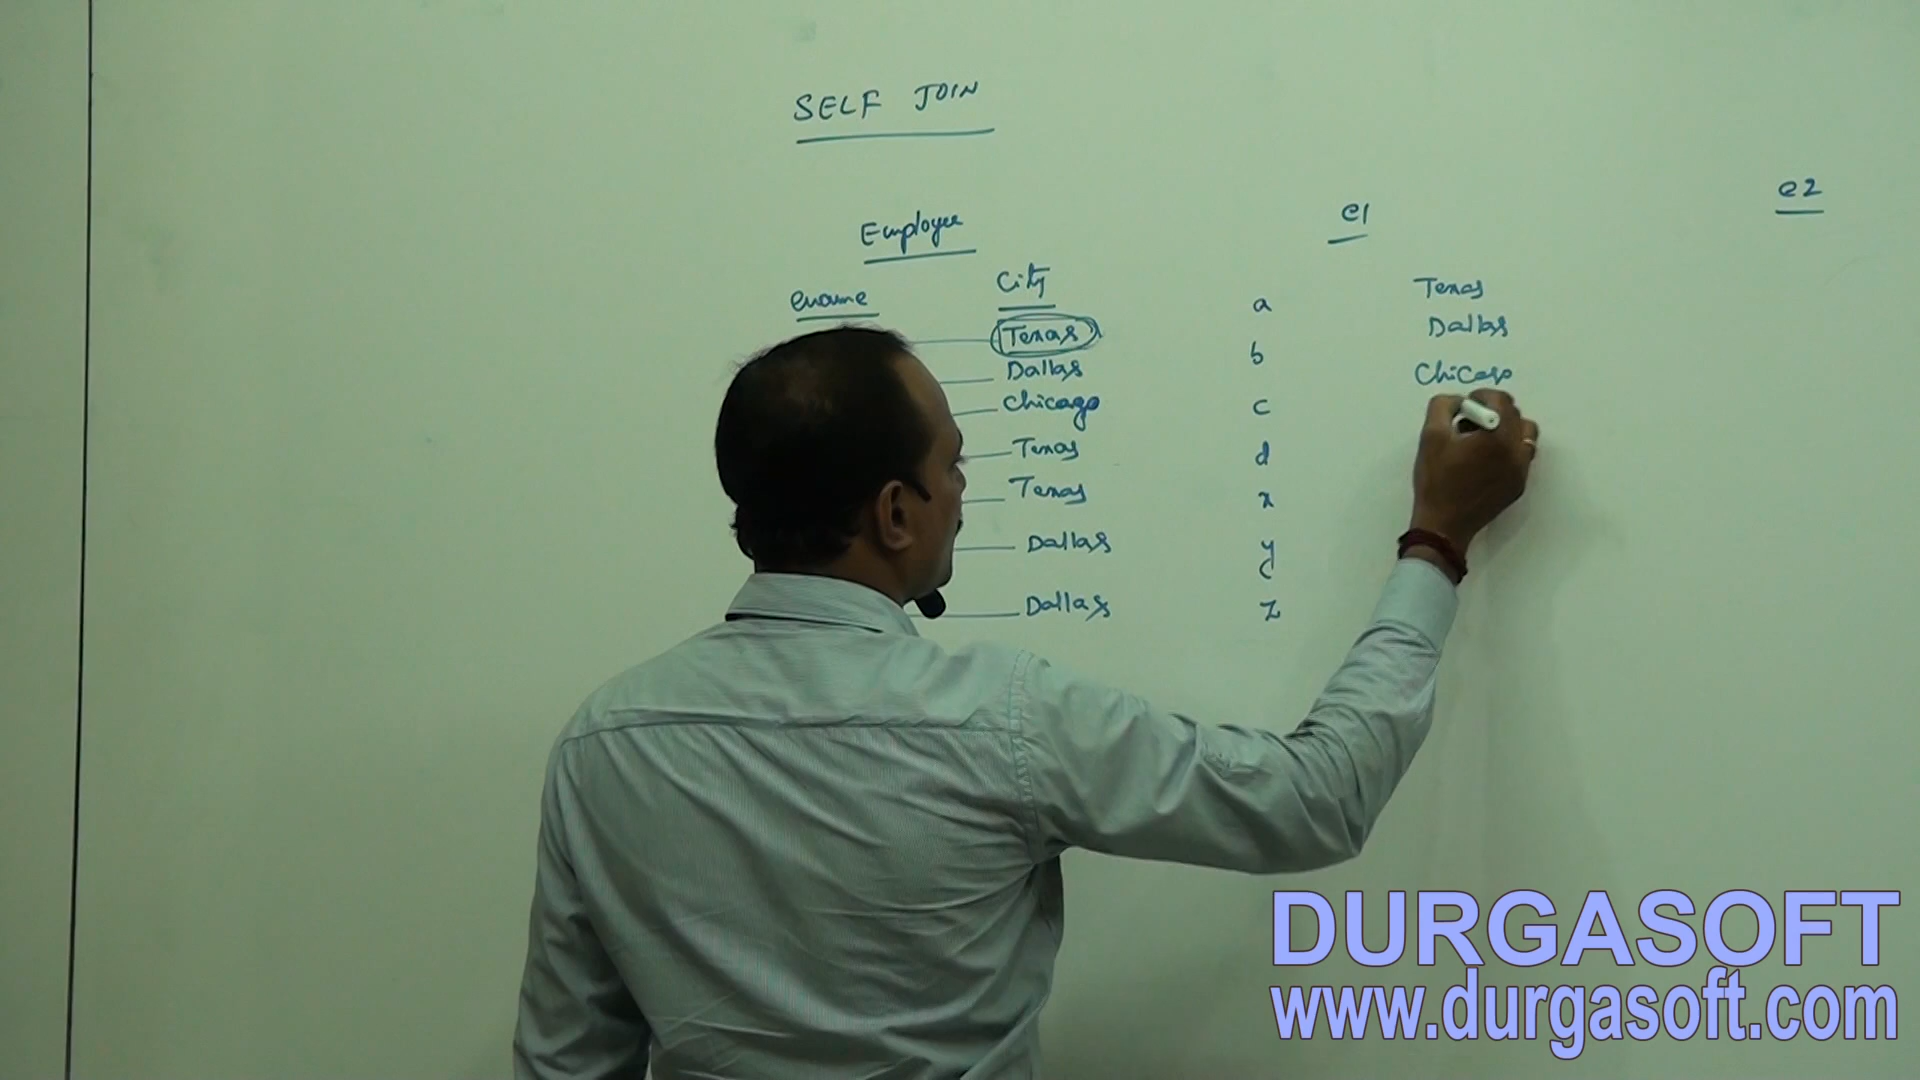 SELF JOIN
Employee
e1
e2
ename
City
Texas
Dallas
Chicago
Texas
Texas
Dallas
Dallas
a
b
c
d
x
y
z
Texas
Dallas
Chicago
DURGASOFT
www.durgasoft.com